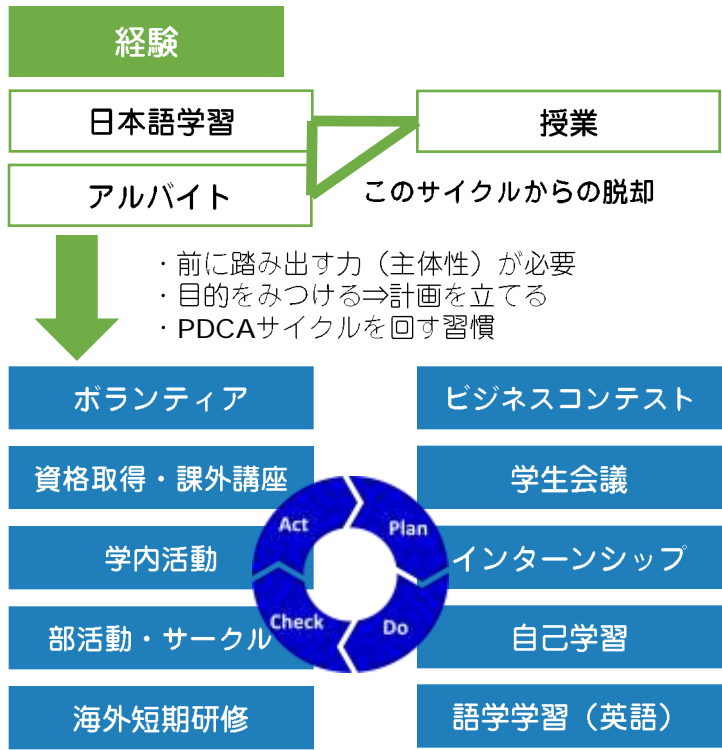 経験
日本語学習
授業
アルバイト
このサイクルからの脱却
・前に踏み出す力（主体性）が必要
・目的をみつける⇒計画を立てる
・PDCAサイクルを回す習慣
ボランティア
ビジネスコンテスト
資格取得・課外講座
学生会議
Act
Plan
学内活動
インターンシップ
Check
Do
部活動・サークル
自己学習
海外短期研修
語学学習（英語）